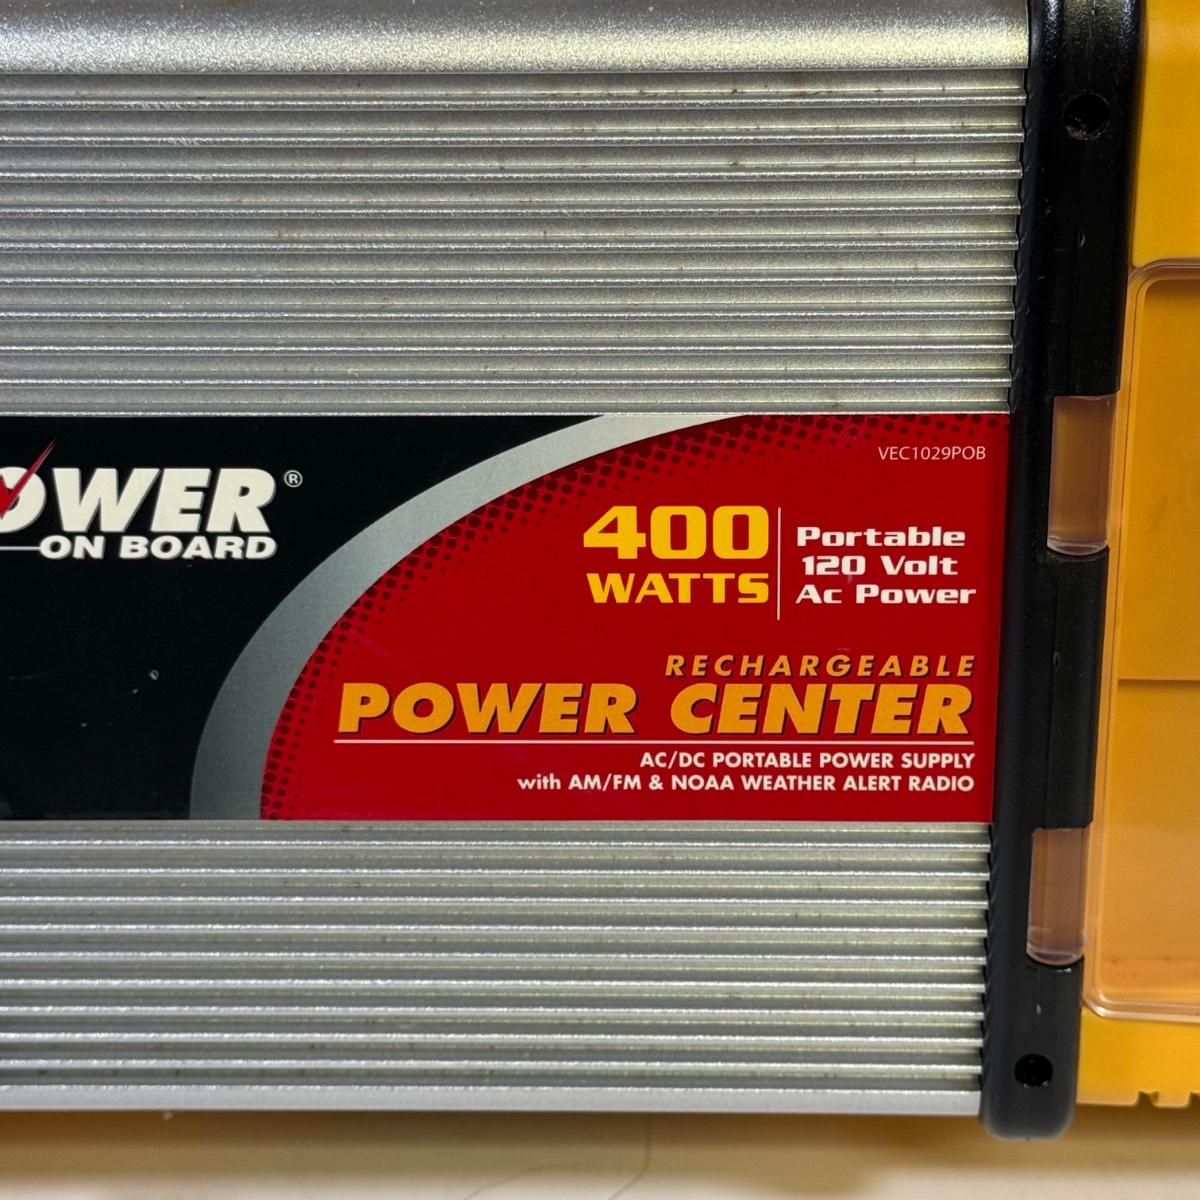 POWER®
ON BOARD
VEC1029POB
400
WATTS
Portable
120 Volt
Ac Power
RECHARGEABLE
POWER CENTER
AC/DC PORTABLE POWER SUPPLY
with AM/FM & NOAA WEATHER ALERT RADIO